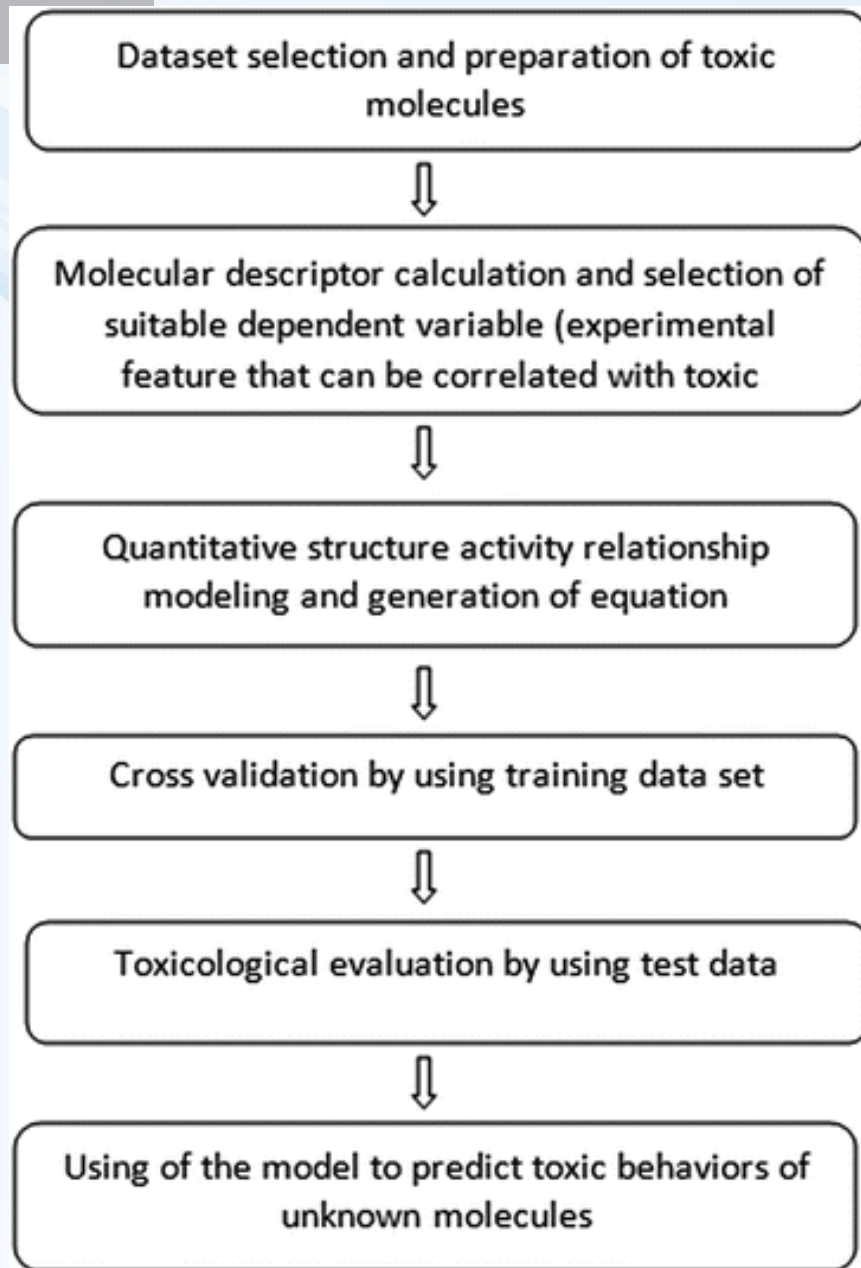 Dataset selection and preparation of toxic
molecules
Molecular descriptor calculation and selection of
suitable dependent variable (experimental
feature that can be correlated with toxic
Quantitative structure activity relationship
modeling and generation of equation
Cross validation by using training data set
Toxicological evaluation by using test data
Using of the model to predict toxic behaviors of
unknown molecules